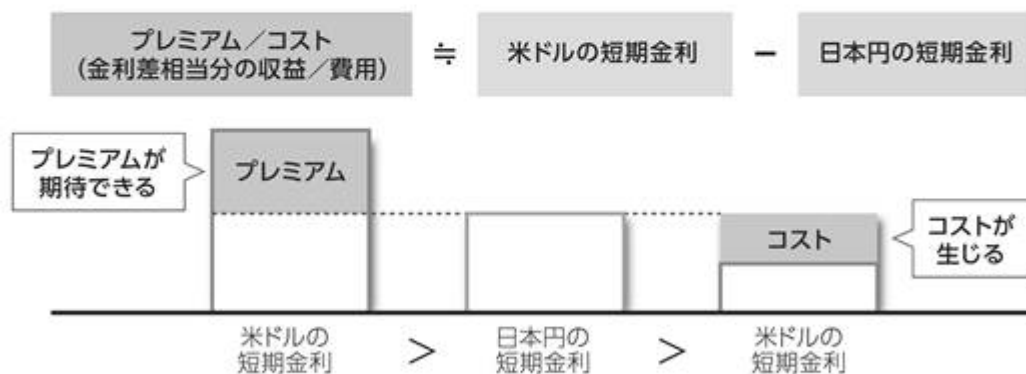 プレミアム／コスト
（金利差相当分の収益／費用）
≒
米ドルの短期金利
－
日本円の短期金利
プレミアムが
期待できる
プレミアム
コスト
コストが
生じる
米ドルの
短期金利
＞
日本円の
短期金利
＞
米ドルの
短期金利